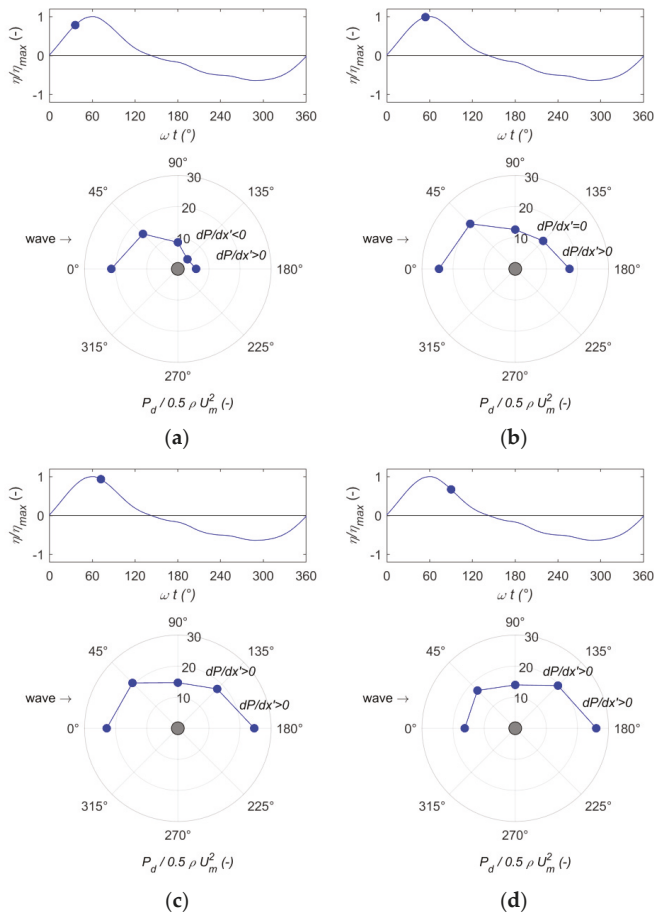 η/η_max (-)
1
0
-1
0 60 120 180 240 300 360
ω t (°)
90°
45° 135°
30
20
10
dP/dx'<0
dP/dx'>0
wave →
0° 180°
315° 225°
270°
P_d / 0.5 ρ U_m^2 (-)
(a)
η/η_max (-)
1
0
-1
0 60 120 180 240 300 360
ω t (°)
90°
45° 135°
30
20
10
dP/dx'=0
dP/dx'>0
wave →
0° 180°
315° 225°
270°
P_d / 0.5 ρ U_m^2 (-)
(b)
η/η_max (-)
1
0
-1
0 60 120 180 240 300 360
ω t (°)
90°
45° 135°
30
20
10
dP/dx'>0
dP/dx'>0
wave →
0° 180°
315° 225°
270°
P_d / 0.5 ρ U_m^2 (-)
(c)
η/η_max (-)
1
0
-1
0 60 120 180 240 300 360
ω t (°)
90°
45° 135°
30
20
10
dP/dx'>0
dP/dx'>0
wave →
0° 180°
315° 225°
270°
P_d / 0.5 ρ U_m^2 (-)
(d)